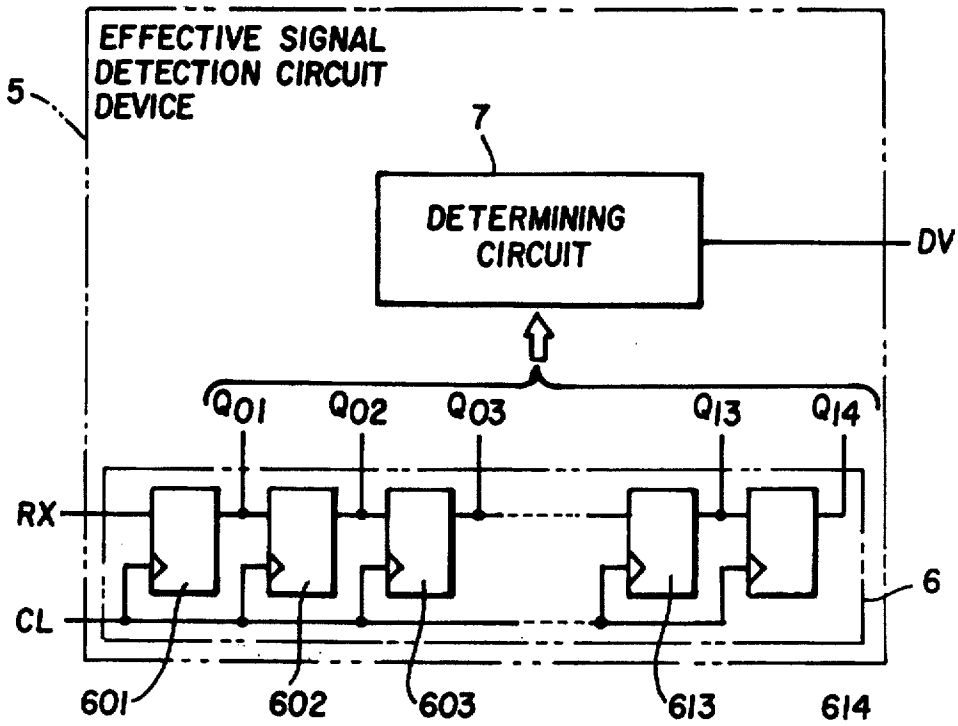 EFFECTIVE SIGNAL
DETECTION CIRCUIT
DEVICE
5
7
DETERMINING
CIRCUIT
DV
Q01 Q02 Q03 Q13 Q14
RX
6
CL
601 602 603 613 614